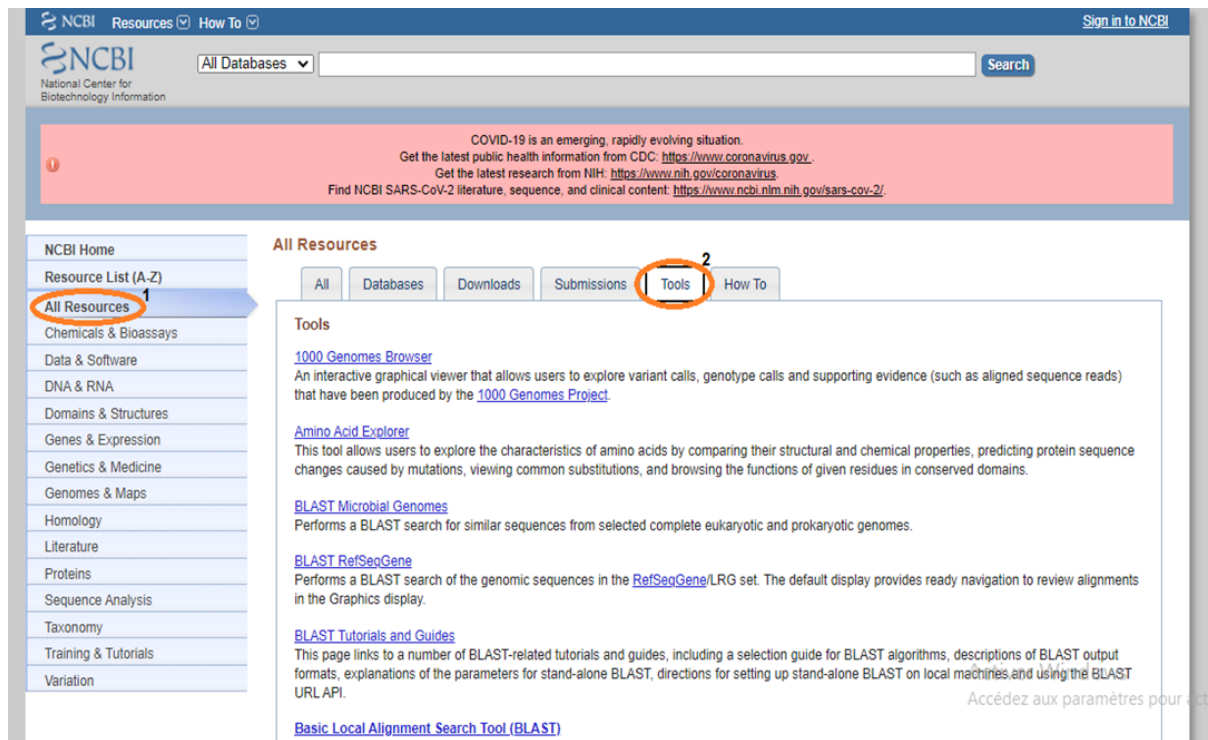 NCBI Resources How To Sign in to NCBI
NCBI
National Center for
Biotechnology Information
All Databases Search
COVID-19 is an emerging, rapidly evolving situation.
Get the latest public health information from CDC: https://www.coronavirus.gov .
Get the latest research from NIH: https://www.nih.gov/coronavirus.
Find NCBI SARS-CoV-2 literature, sequence, and clinical content: https://www.ncbi.nlm.nih.gov/sars-cov-2/.
NCBI Home
Resource List (A-Z)
All Resources 1
Chemicals & Bioassays
Data & Software
DNA & RNA
Domains & Structures
Genes & Expression
Genetics & Medicine
Genomes & Maps
Homology
Literature
Proteins
Sequence Analysis
Taxonomy
Training & Tutorials
Variation
All Resources
2
All Databases Downloads Submissions Tools How To
Tools
1000 Genomes Browser
An interactive graphical viewer that allows users to explore variant calls, genotype calls and supporting evidence (such as aligned sequence reads)
that have been produced by the 1000 Genomes Project.
Amino Acid Explorer
This tool allows users to explore the characteristics of amino acids by comparing their structural and chemical properties, predicting protein sequence
changes caused by mutations, viewing common substitutions, and browsing the functions of given residues in conserved domains.
BLAST Microbial Genomes
Performs a BLAST search for similar sequences from selected complete eukaryotic and prokaryotic genomes.
BLAST RefSeqGene
Performs a BLAST search of the genomic sequences in the RefSeqGene/LRG set. The default display provides ready navigation to review alignments
in the Graphics display.
BLAST Tutorials and Guides
This page links to a number of BLAST-related tutorials and guides, including a selection guide for BLAST algorithms, descriptions of BLAST output
formats, explanations of the parameters for stand-alone BLAST, directions for setting up stand-alone BLAST on local machines and using the BLAST
URL API.
Activer Windows
Accédez aux paramètres pour act
Basic Local Alignment Search Tool (BLAST)